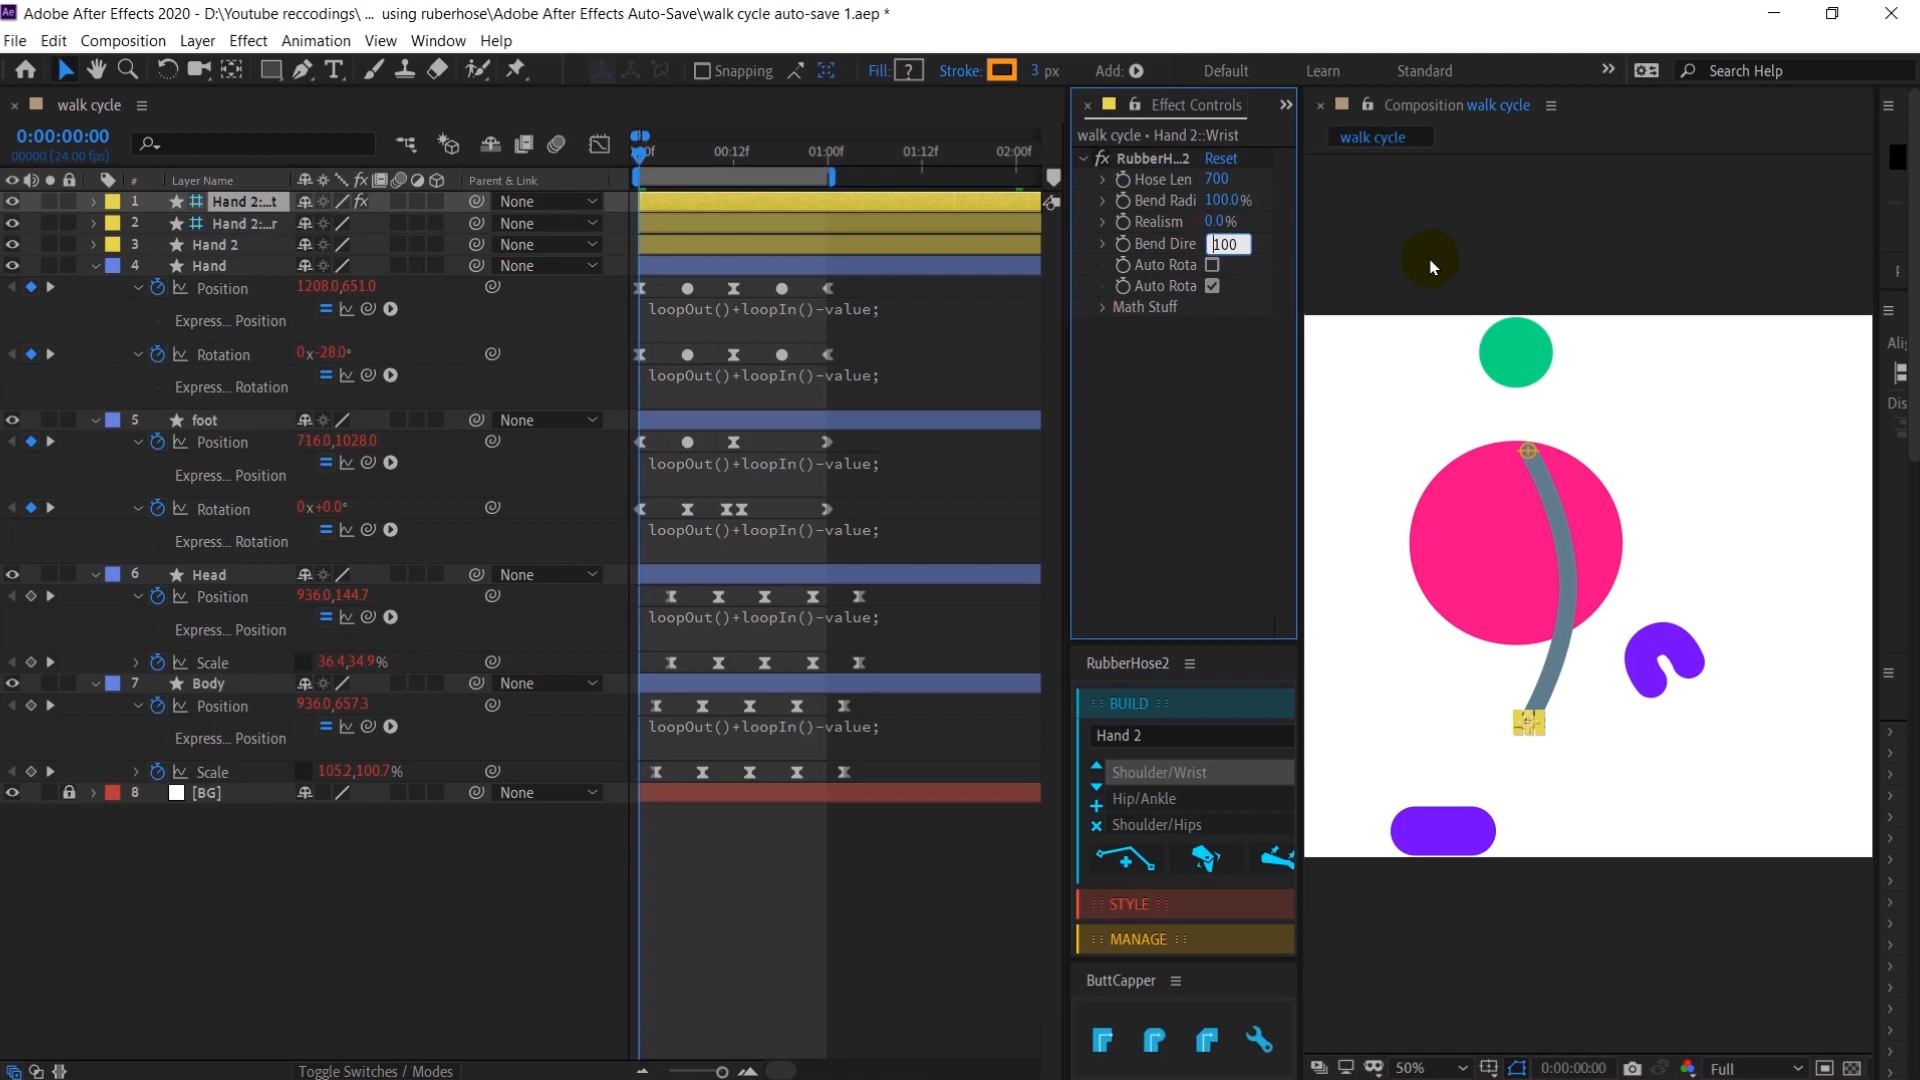 Ae Adobe After Effects 2020 - D:\Youtube reccodings\ ... using ruberhose\Adobe After Effects Auto-Save\walk cycle auto-save 1.aep *
File Edit Composition Layer Effect Animation View Window Help
Snapping Fill: ? Stroke: 3 px Add: Default Learn Standard Search Help
walk cycle
Effect Controls
Composition walk cycle
0:00:00:00
00000 (24.00 fps)
00:12f 01:00f 02:00f
walk cycle • Hand 2::Wrist
walk cycle
# Layer Name fx Parent & Link
fx RubberH...2 Reset
Hose Len 700
Bend Radi 100.0%
Realism 0.0%
Bend Dire 100
Auto Rota
Auto Rota
Math Stuff
1 Hand 2:...t fx None
2 Hand 2:...r None
3 Hand 2 None
4 Hand None
Position 1208.0,651.0
Express... Position loopOut()+loopIn()-value;
Rotation 0x-28.0°
Express... Rotation loopOut()+loopIn()-value;
5 foot None
Position 716.0,1028.0
Express... Position loopOut()+loopIn()-value;
Rotation 0x+0.0°
Express... Rotation loopOut()+loopIn()-value;
6 Head None
Position 936.0,144.7
Express... Position loopOut()+loopIn()-value;
Scale 36.4,34.9%
7 Body None
Position 936.0,657.3
Express... Position loopOut()+loopIn()-value;
Scale 105.2,100.7%
8 [BG] None
RubberHose2
:: BUILD ::
Hand 2
Shoulder/Wrist
Hip/Ankle
Shoulder/Hips
:: STYLE ::
:: MANAGE ::
ButtCapper
Toggle Switches / Modes
50% 0:00:00:00 Full